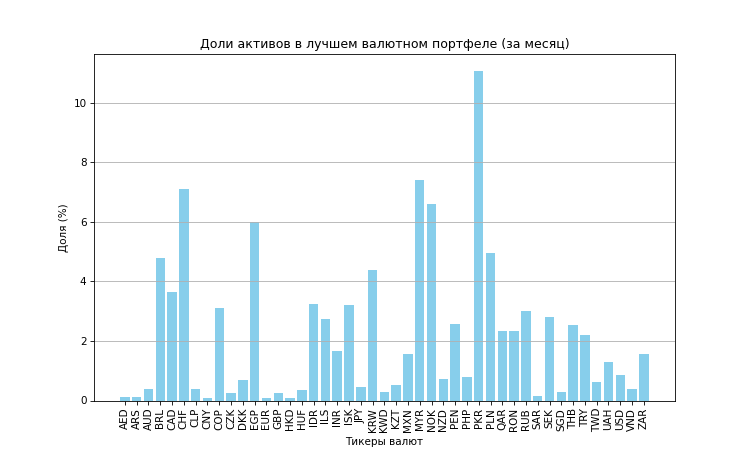 Доли активов в лучшем валютном портфеле (за месяц)
Доля (%)
10
8
6
4
2
0
AED ARS AUD BRL CAD CHF CLP CNY COP CZK DKK EGP EUR GBP HKD HUF IDR ILS INR ISK JPY KRW KWD KZT MXN MYR NOK NZD PEN PHP PKR PLN QAR RON RUB SAR SEK SGD THB TRY TWD UAH USD VND ZAR
Тикеры валют